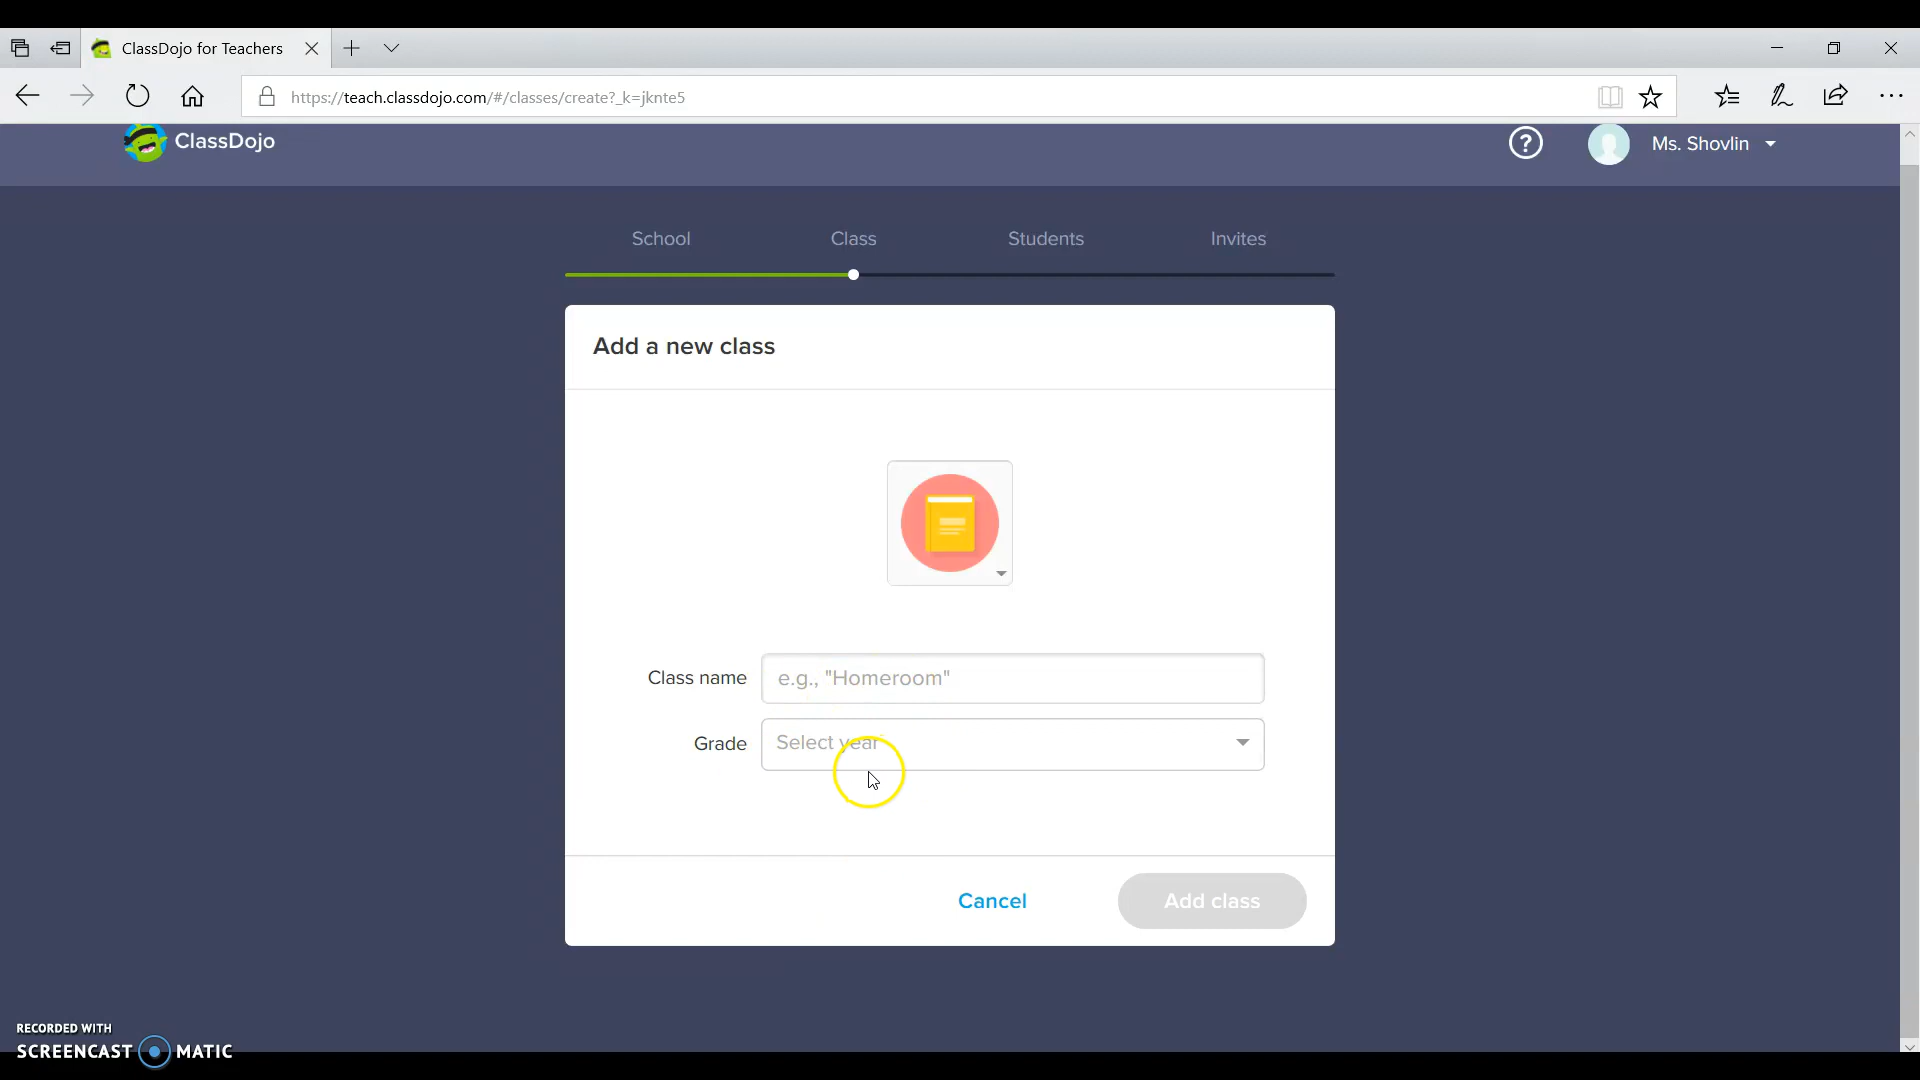 ClassDojo for Teachers
https://teach.classdojo.com/#/classes/create?_k=jknte5
ClassDojo
? Ms. Shovlin
School Class Students Invites
Add a new class
Class name e.g., "Homeroom"
Grade Select year
Cancel Add class
RECORDED WITH
SCREENCAST MATIC